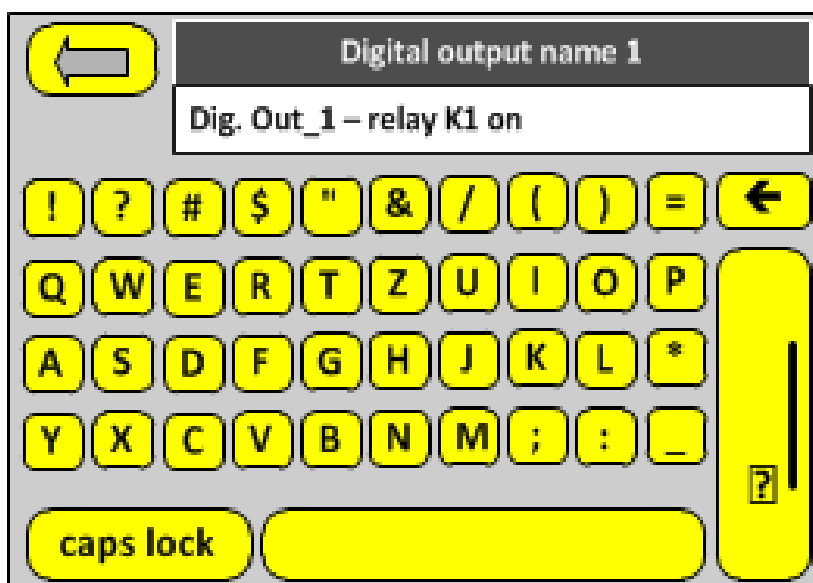 Digital output name 1
Dig. Out_1 – relay K1 on
! ? # $ " & / ( ) = ←
Q W E R T Z U I O P
A S D F G H J K L *
Y X C V B N M ; : _
?
caps lock